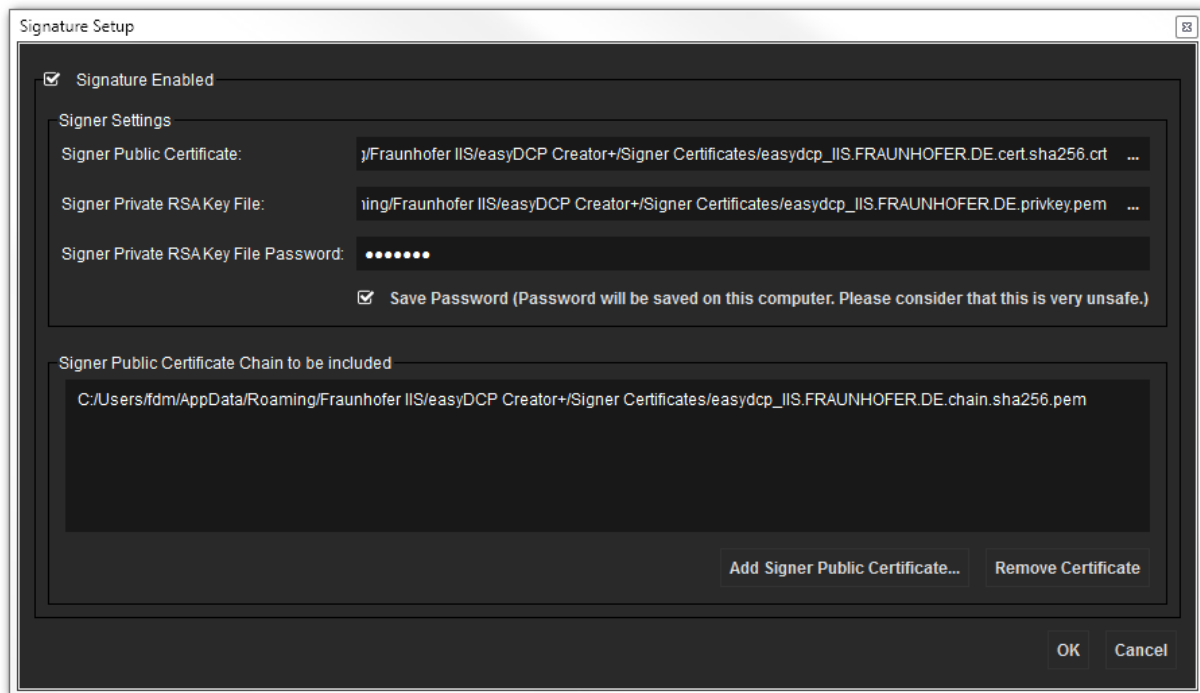 Signature Setup
Signature Enabled
Signer Settings
Signer Public Certificate:
/Fraunhofer IIS/easyDCP Creator+/Signer Certificates/easydcp_IIS.FRAUNHOFER.DE.cert.sha256.crt ...
Signer Private RSA Key File:
ning/Fraunhofer IIS/easyDCP Creator+/Signer Certificates/easydcp_IIS.FRAUNHOFER.DE.privkey.pem ...
Signer Private RSA Key File Password: •••••••
Save Password (Password will be saved on this computer. Please consider that this is very unsafe.)
Signer Public Certificate Chain to be included
C:/Users/fdm/AppData/Roaming/Fraunhofer IIS/easyDCP Creator+/Signer Certificates/easydcp_IIS.FRAUNHOFER.DE.chain.sha256.pem
Add Signer Public Certificate...
Remove Certificate
OK
Cancel